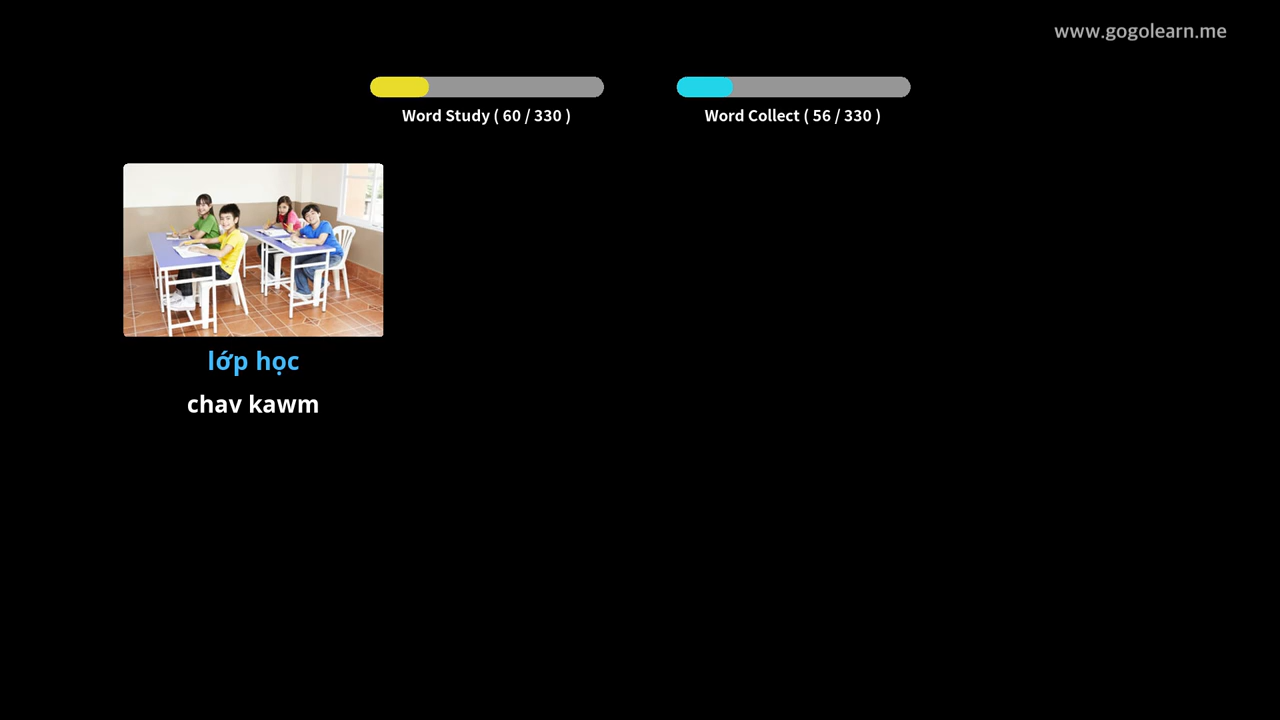 www.gogolearn.me
Word Study ( 60 / 330 )
Word Collect ( 56 / 330 )
lớp học
chav kawm